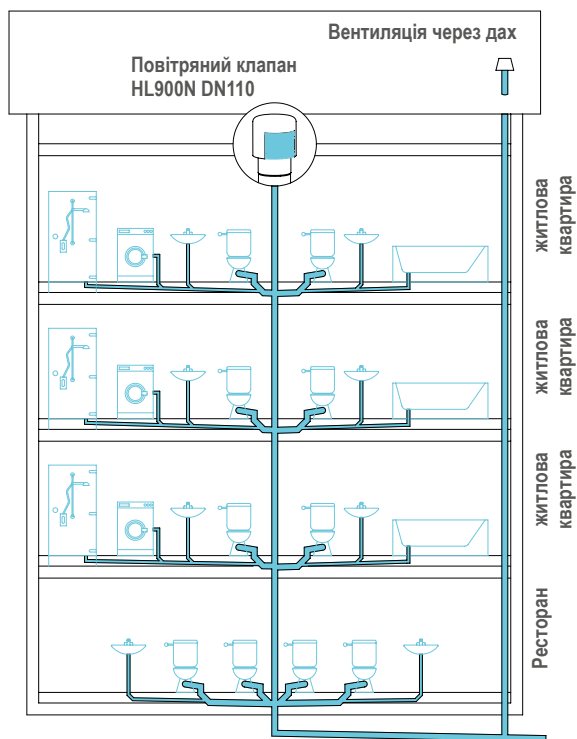 Вентиляція через дах
Повітряний клапан
HL900N DN110
житлова
квартира
житлова
квартира
житлова
квартира
Ресторан